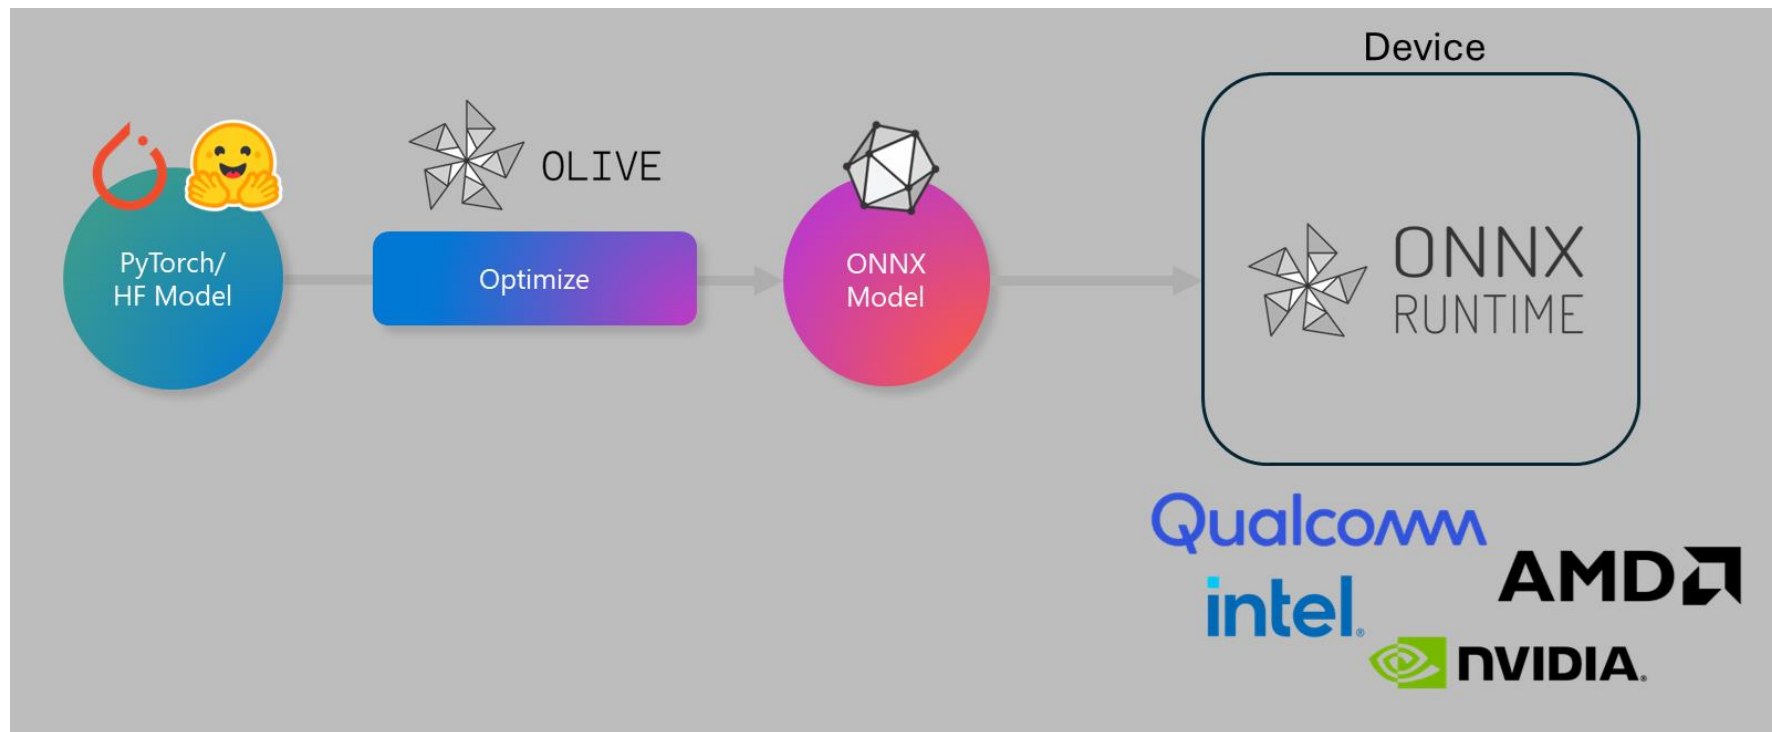 Device
OLIVE
PyTorch/
HF Model
Optimize
ONNX
Model
ONNX
RUNTIME
Qualcomm
AMD
intel.
NVIDIA.